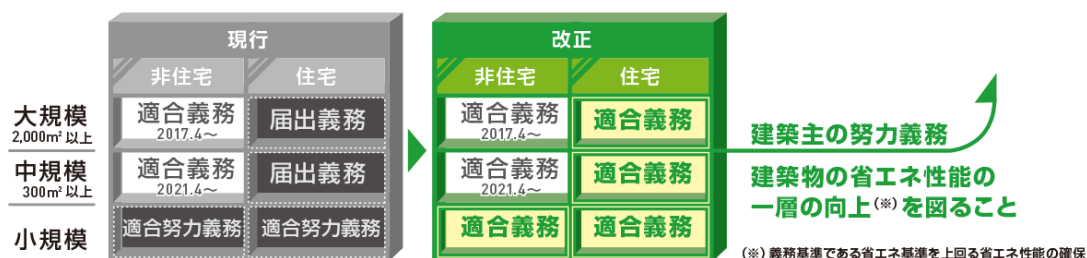 現行
改正
非住宅 住宅 非住宅 住宅
大規模 適合義務 届出義務 適合義務 適合義務
2,000㎡以上 2017.4～ 2017.4～
建築主の努力義務
中規模 適合義務 届出義務 適合義務 適合義務
300㎡以上 2021.4～ 2021.4～
建築物の省エネ性能の
一層の向上(※)を図ること
小規模 適合努力義務 適合努力義務 適合義務 適合義務
(※)義務基準である省エネ基準を上回る省エネ性能の確保